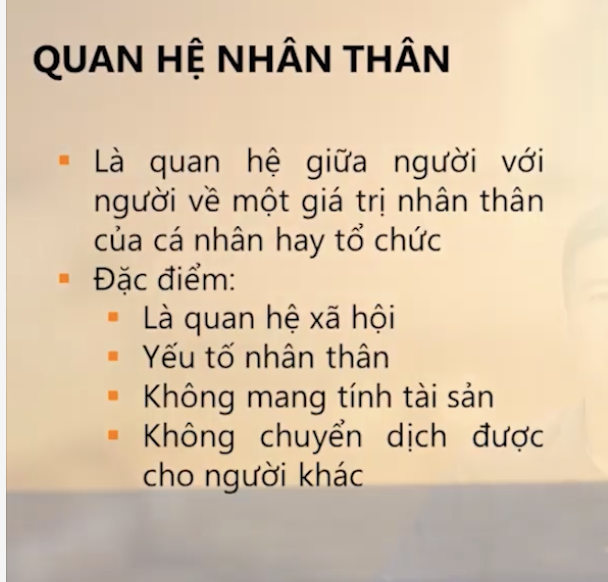 QUAN HỆ NHÂN THÂN
Là quan hệ giữa người với
người về một giá trị nhân thân
của cá nhân hay tổ chức
Đặc điểm:
Là quan hệ xã hội
Yếu tố nhân thân
Không mang tính tài sản
Không chuyển dịch được
cho người khác